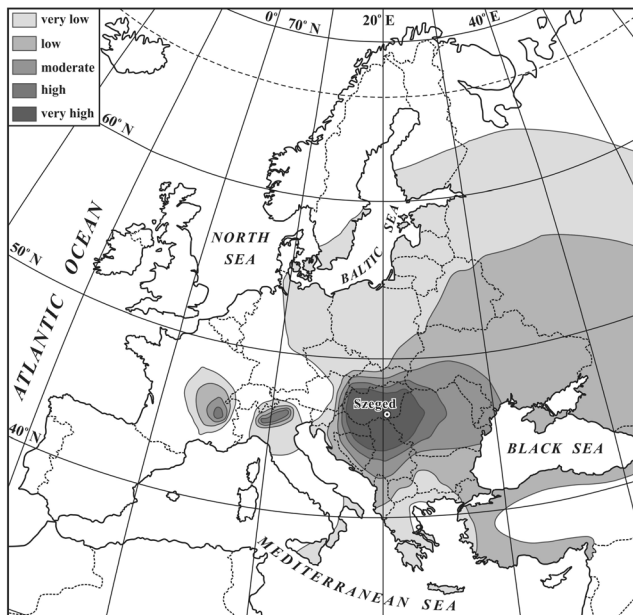 very low
low
moderate
high
very high
0° 70° N 20° E 40° E
60° N
50° N
40° N
ATLANTIC OCEAN
NORTH
SEA
BALTIC SEA
Szeged
BLACK SEA
MEDITERRANEAN SEA